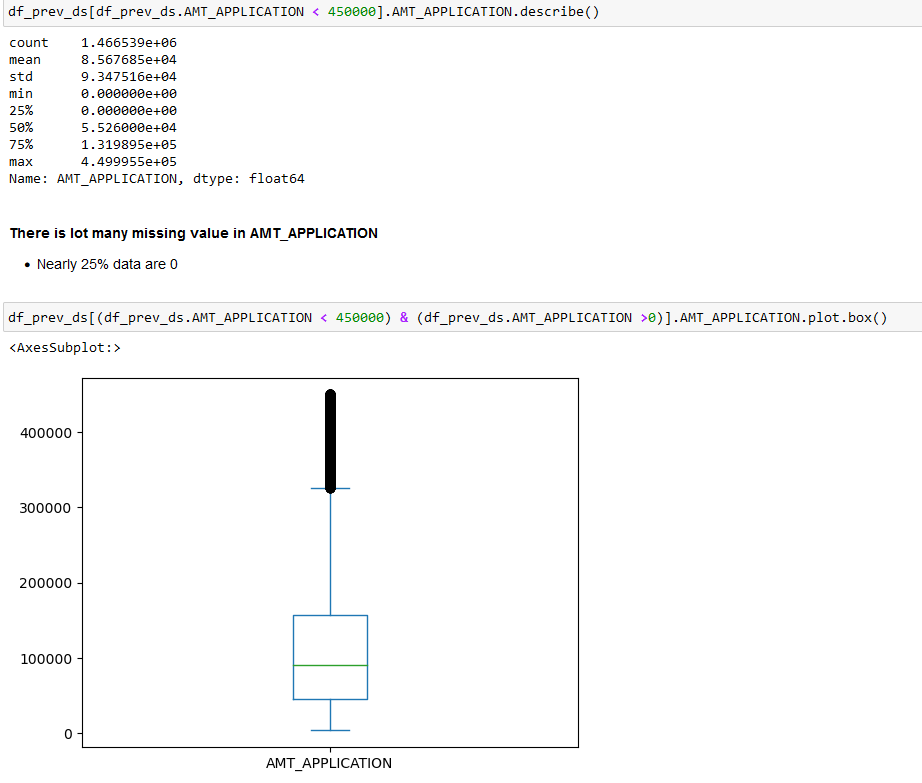 df_prev_ds[df_prev_ds.AMT_APPLICATION < 450000].AMT_APPLICATION.describe()
count    1.466539e+06
mean     8.567685e+04
std      9.347516e+04
min      0.000000e+00
25%      0.000000e+00
50%      5.526000e+04
75%      1.319895e+05
max      4.499955e+05
Name: AMT_APPLICATION, dtype: float64
There is lot many missing value in AMT_APPLICATION
• Nearly 25% data are 0
df_prev_ds[(df_prev_ds.AMT_APPLICATION < 450000) & (df_prev_ds.AMT_APPLICATION >0)].AMT_APPLICATION.plot.box()
<AxesSubplot:>
400000
300000
200000
100000
0
AMT_APPLICATION